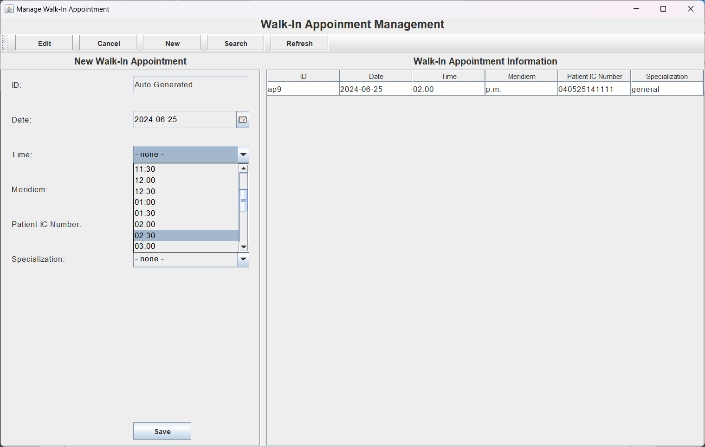 Manage Walk-In Appointment
Walk-In Appoinment Management
Edit Cancel New Search Refresh
New Walk-In Appointment
ID: Auto Generated
Date: 2024-06-25
Time: - none -
11.30
12.00
12.30
01.00
01.30
02.00
02.30
03.00
Meridiem:
Patient IC Number:
Specialization: - none -
Save
Walk-In Appointment Information
ID Date Time Meridiem Patient IC Number Specialization
ap9 2024-06-25 02.00 p.m. 040525141111 general